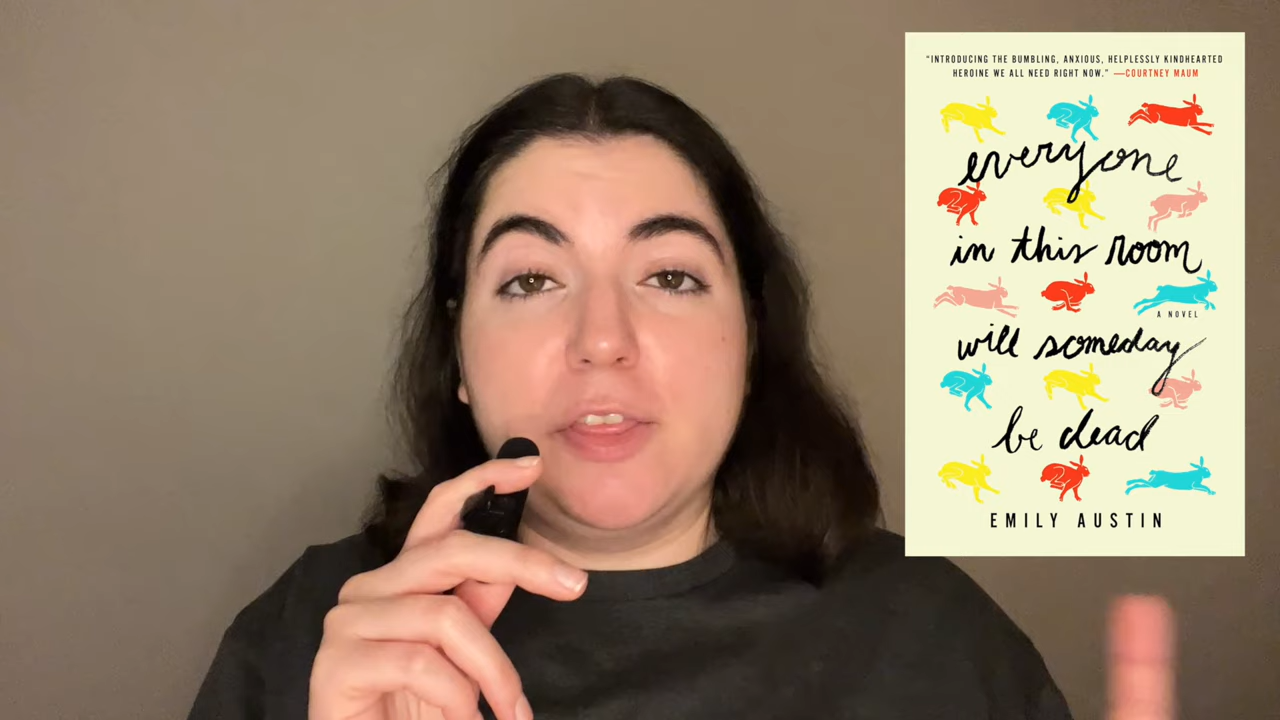 “INTRODUCING THE BUMBLING, ANXIOUS, HELPLESSLY KINDHEARTED
HEROINE WE ALL NEED RIGHT NOW.” —COURTNEY MAUM
everyone
in this room
A NOVEL
will someday
be dead
EMILY AUSTIN